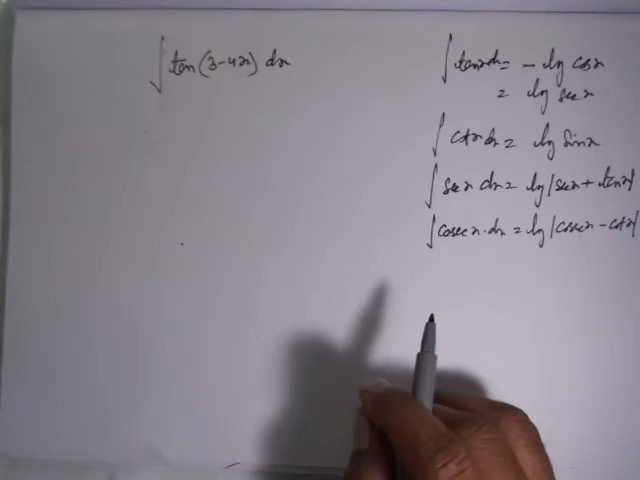 ∫ tan(3-4x) dx
∫ tanx dx = - log cosx
= log secx
∫ cotx dx = log sinx
∫ secx dx = log |secx + tanx|
∫ cosecx · dx = log |cosecx - cotx|